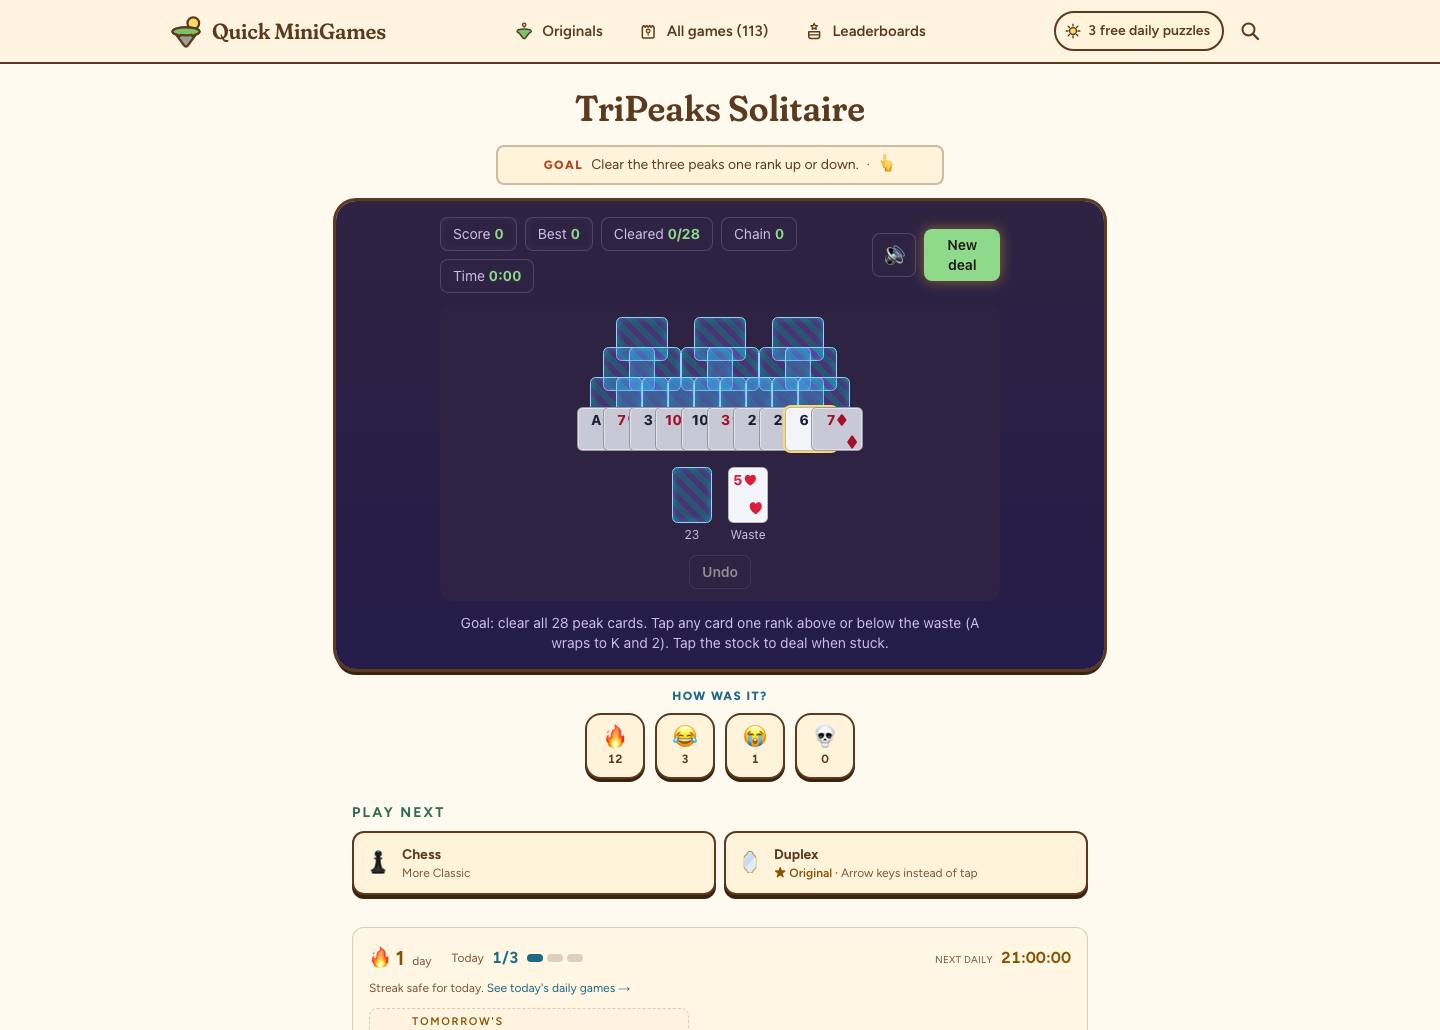 Quick MiniGames
Originals
All games (113)
Leaderboards
3 free daily puzzles
TriPeaks Solitaire
GOAL Clear the three peaks one rank up or down. ·
Score 0
Best 0
Cleared 0/28
Chain 0
Time 0:00
New
deal
A 7 3 10 10 3 2 2 6 7♦
5♥
23
Waste
Undo
Goal: clear all 28 peak cards. Tap any card one rank above or below the waste (A
wraps to K and 2). Tap the stock to deal when stuck.
HOW WAS IT?
12
3
1
0
PLAY NEXT
Chess
More Classic
Duplex
★ Original · Arrow keys instead of tap
1 day
Today 1/3
NEXT DAILY 21:00:00
Streak safe for today. See today's daily games →
TOMORROW'S